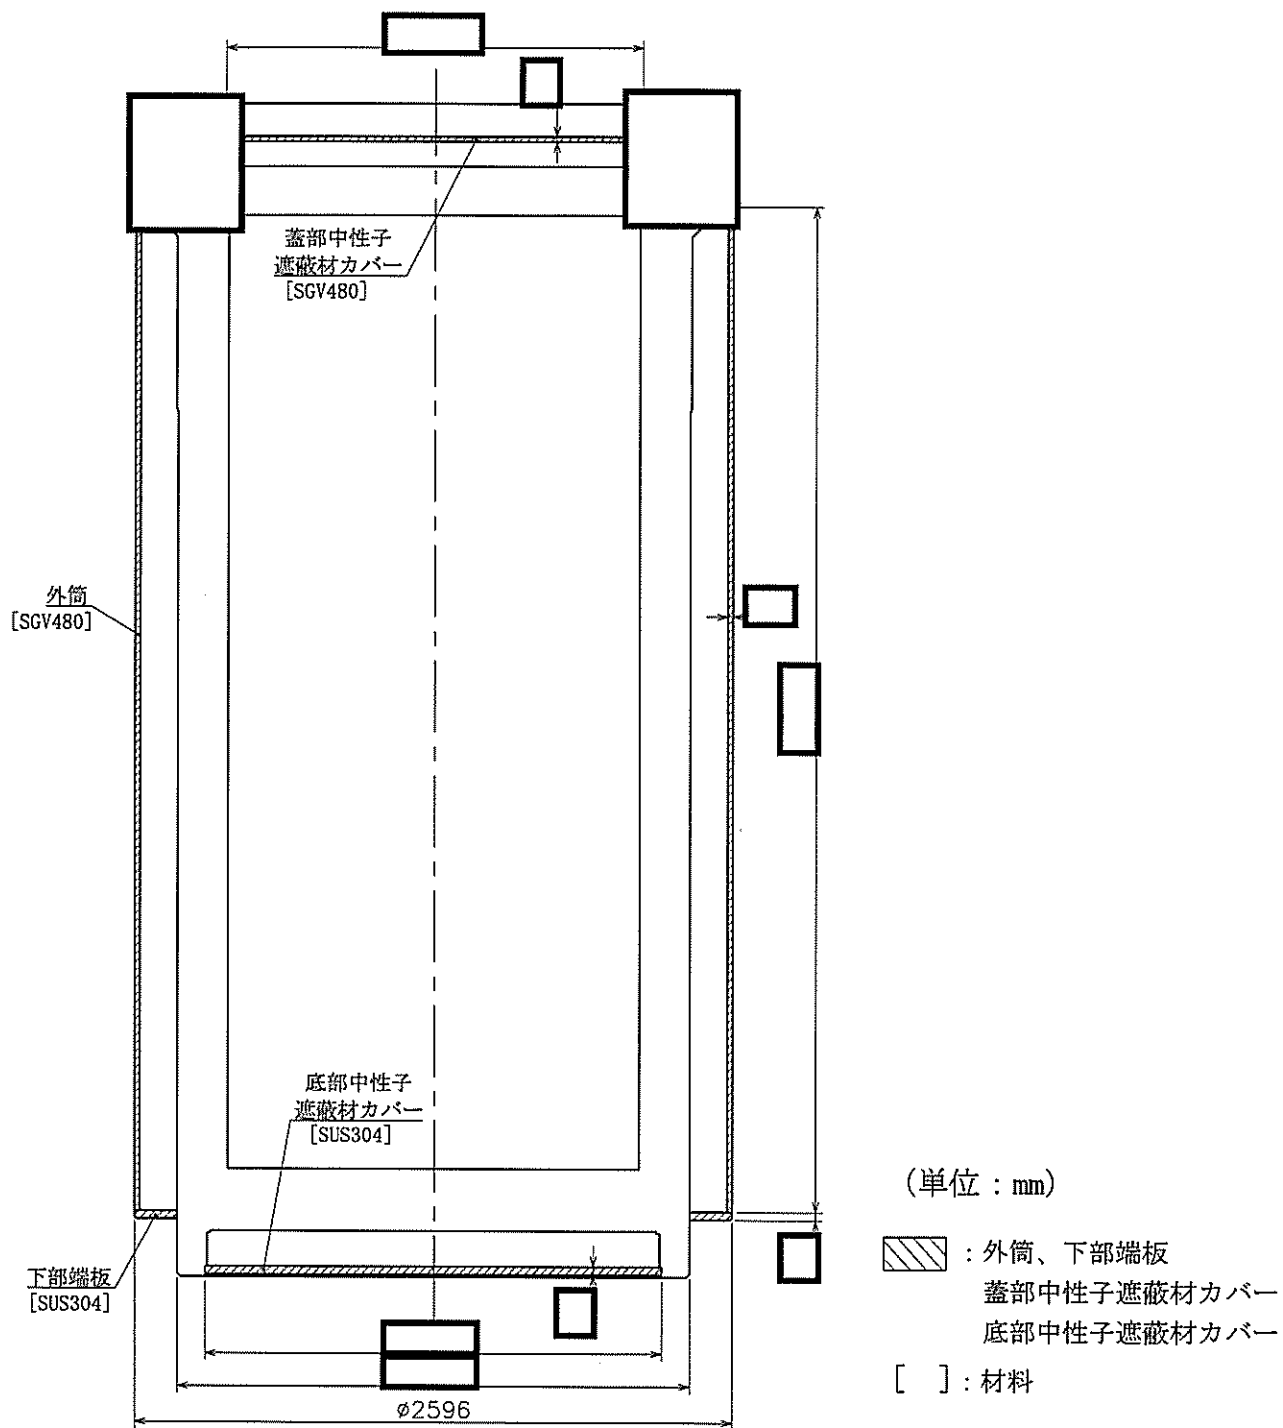 蓋部中性子
遮蔽材カバー
[SGV480]
外筒
[SGV480]
底部中性子
遮蔽材カバー
[SUS304]
下部端板
[SUS304]
φ2596
(単位：mm)
：外筒、下部端板
蓋部中性子遮蔽材カバー
底部中性子遮蔽材カバー
[ ]：材料